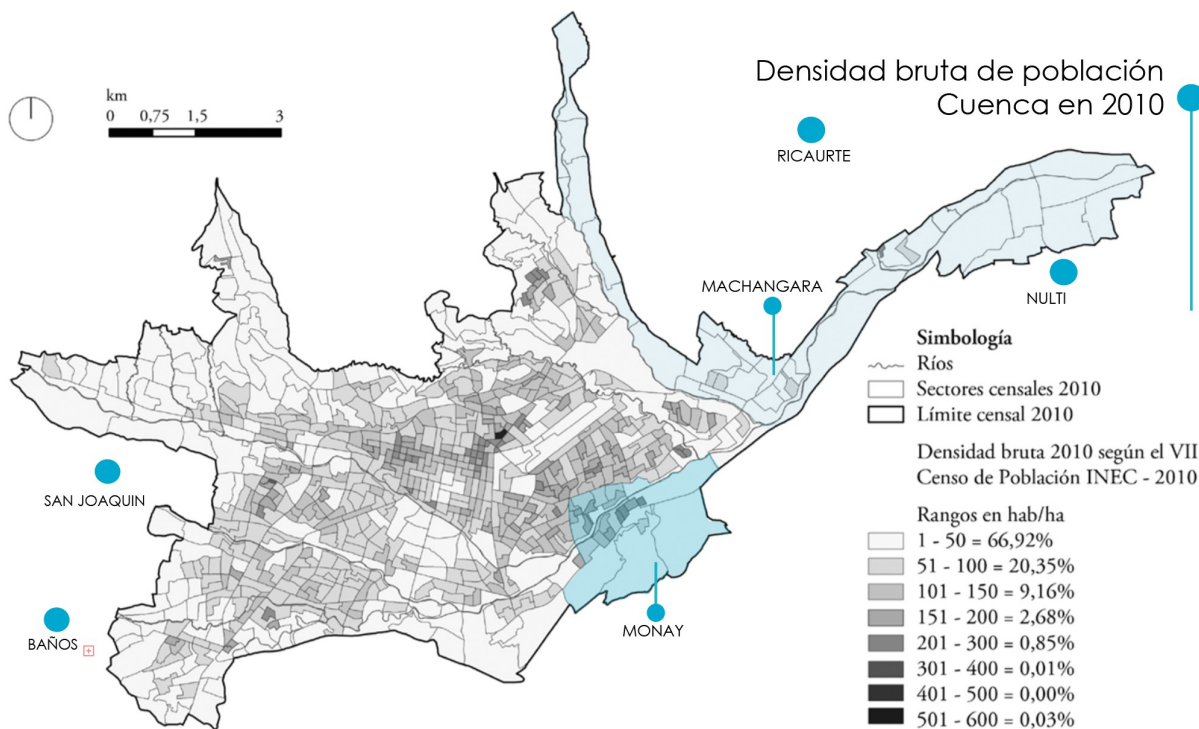 Densidad bruta de población
Cuenca en 2010
km
0 0,75 1,5 3
RICAURTE
MACHANGARA
NULTI
SAN JOAQUIN
BAÑOS
MONAY
Simbología
Ríos
Sectores censales 2010
Límite censal 2010
Densidad bruta 2010 según el VII
Censo de Población INEC - 2010
Rangos en hab/ha
1 - 50 = 66,92%
51 - 100 = 20,35%
101 - 150 = 9,16%
151 - 200 = 2,68%
201 - 300 = 0,85%
301 - 400 = 0,01%
401 - 500 = 0,00%
501 - 600 = 0,03%